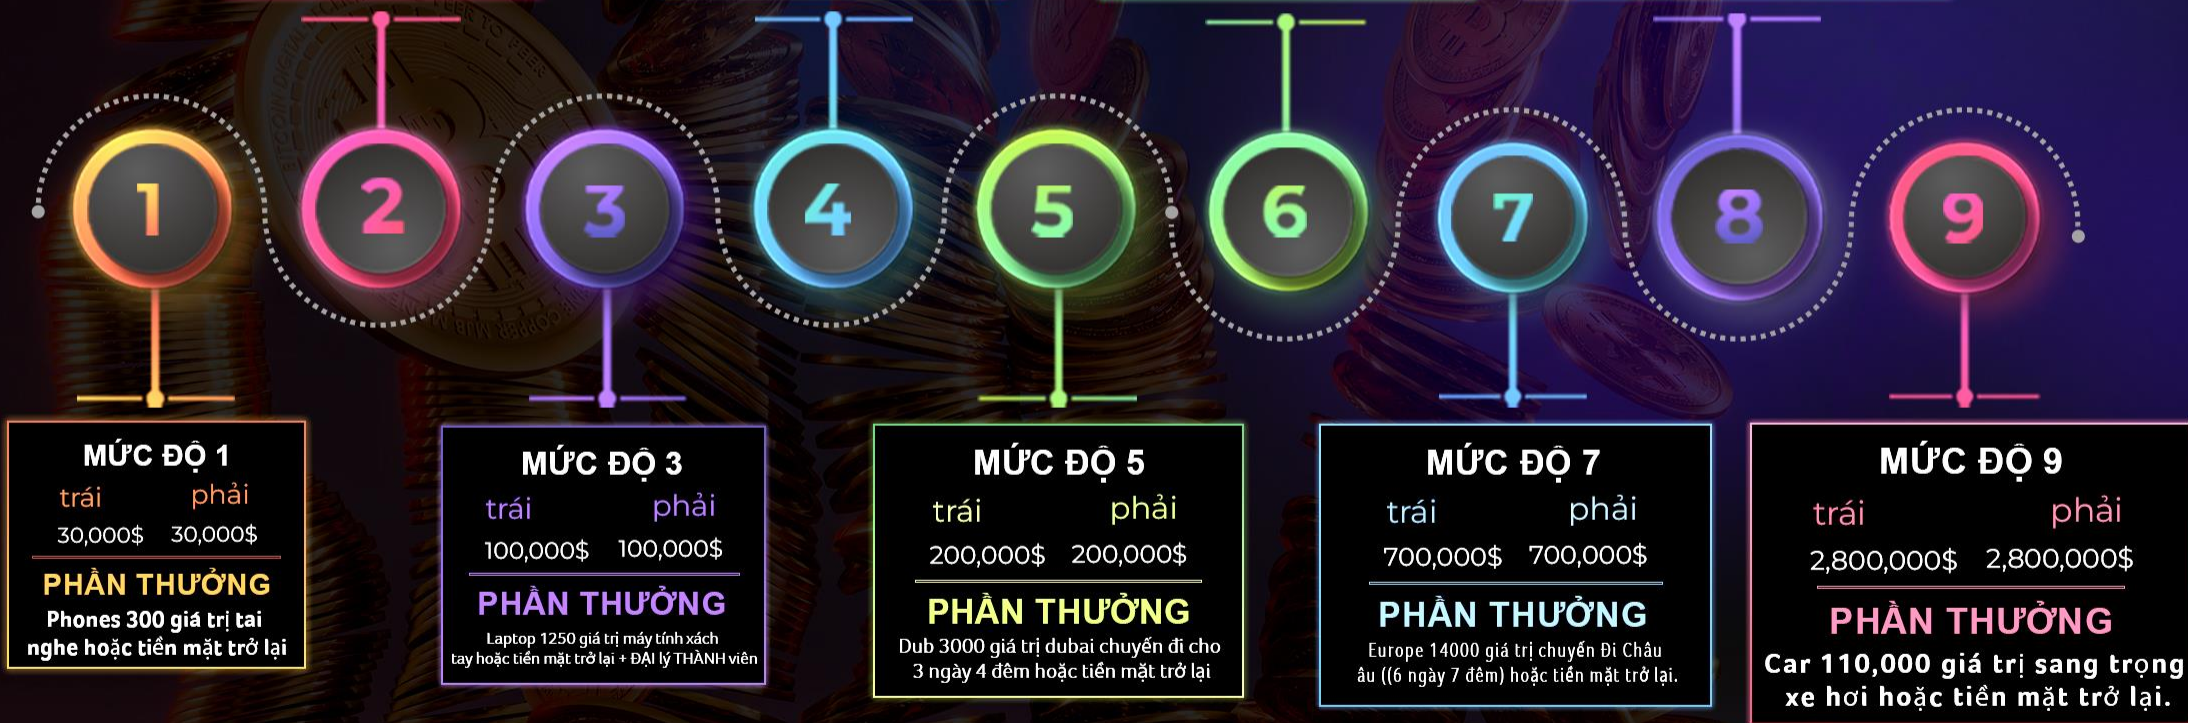 1
2
3
4
5
6
7
8
9
MỨC ĐỘ 1
trái phải
30,000$ 30,000$
PHẦN THƯỞNG
Phones 300 giá trị tai
nghe hoặc tiền mặt trở lại
MỨC ĐỘ 3
trái phải
100,000$ 100,000$
PHẦN THƯỞNG
Laptop 1250 giá trị máy tính xách
tay hoặc tiền mặt trở lại + ĐẠI lý THÀNH viên
MỨC ĐỘ 5
trái phải
200,000$ 200,000$
PHẦN THƯỞNG
Dub 3000 giá trị dubai chuyến đi cho
3 ngày 4 đêm hoặc tiền mặt trở lại
MỨC ĐỘ 7
trái phải
700,000$ 700,000$
PHẦN THƯỞNG
Europe 14000 giá trị chuyến Đi Châu
âu ((6 ngày 7 đêm) hoặc tiền mặt trở lại.
MỨC ĐỘ 9
trái phải
2,800,000$ 2,800,000$
PHẦN THƯỞNG
Car 110,000 giá trị sang trọng
xe hơi hoặc tiền mặt trở lại.